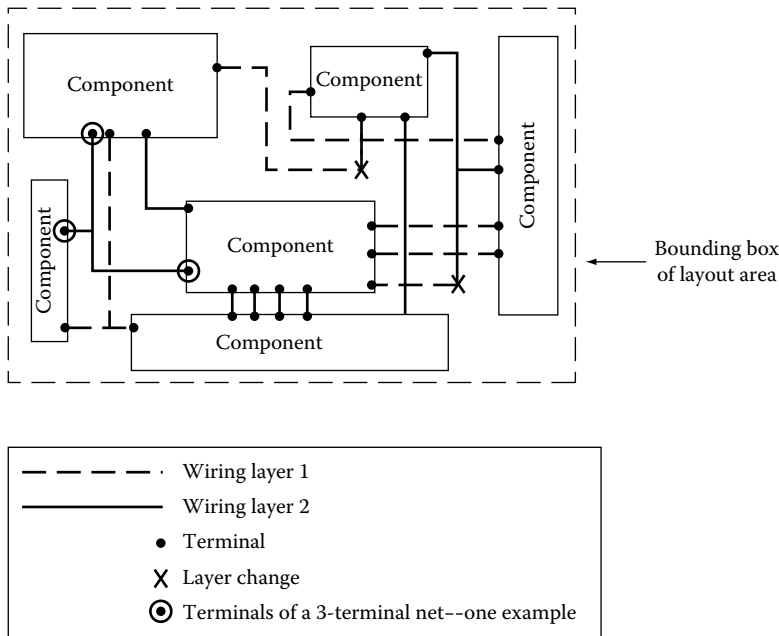 Component
Component
Component
Component
Component
Component
Bounding box
of layout area
Wiring layer 1
Wiring layer 2
Terminal
Layer change
Terminals of a 3-terminal net--one example